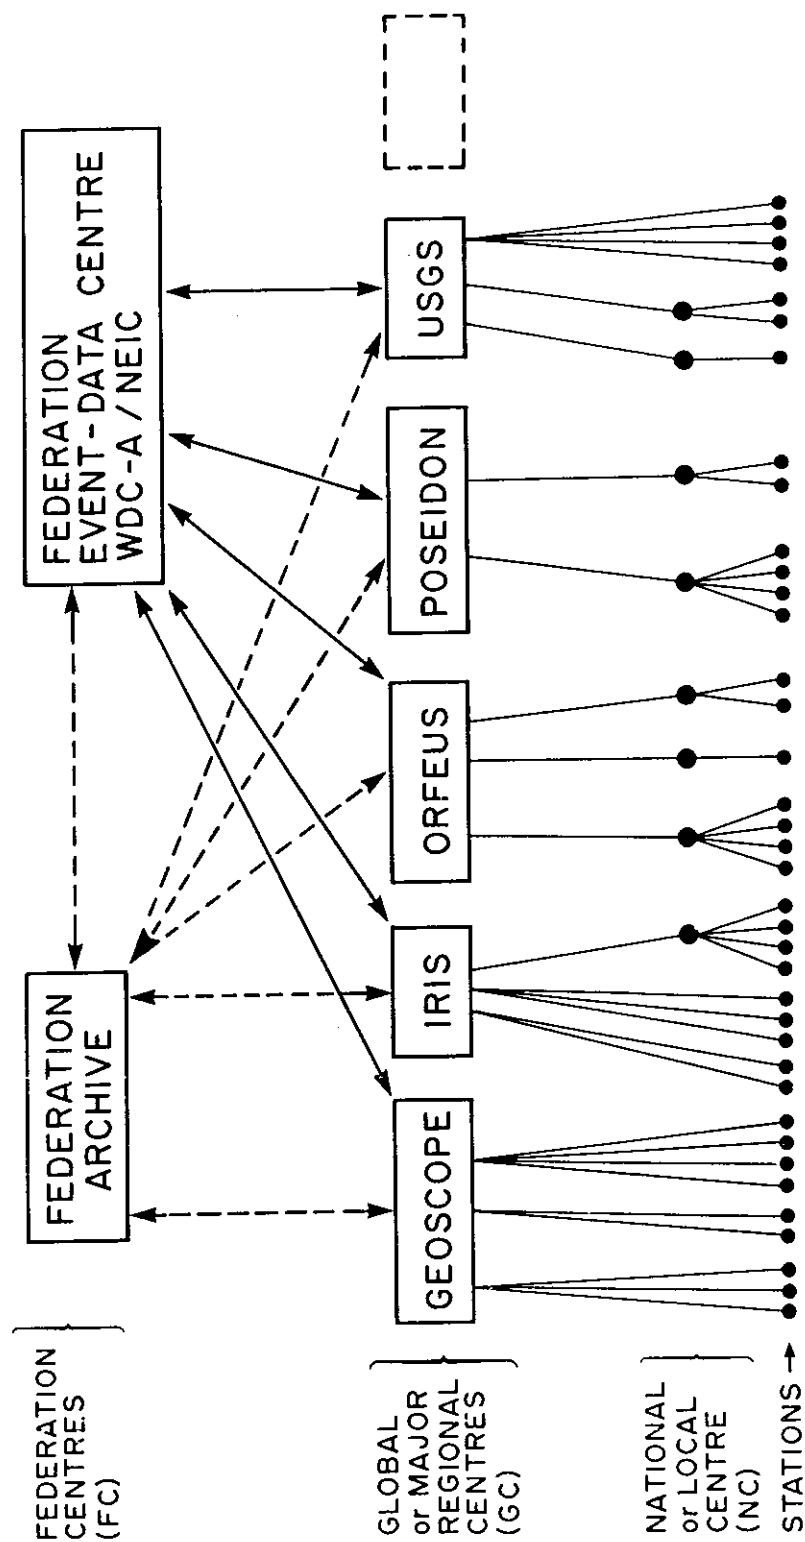 FEDERATION
CENTRES
(FC)
FEDERATION
ARCHIVE
FEDERATION
EVENT-DATA CENTRE
WDC-A / NEIC
GLOBAL
or MAJOR
REGIONAL
CENTRES
(GC)
GEOSCOPE
IRIS
ORFEUS
POSEIDON
USGS
NATIONAL
or LOCAL
CENTRE
(NC)
STATIONS →